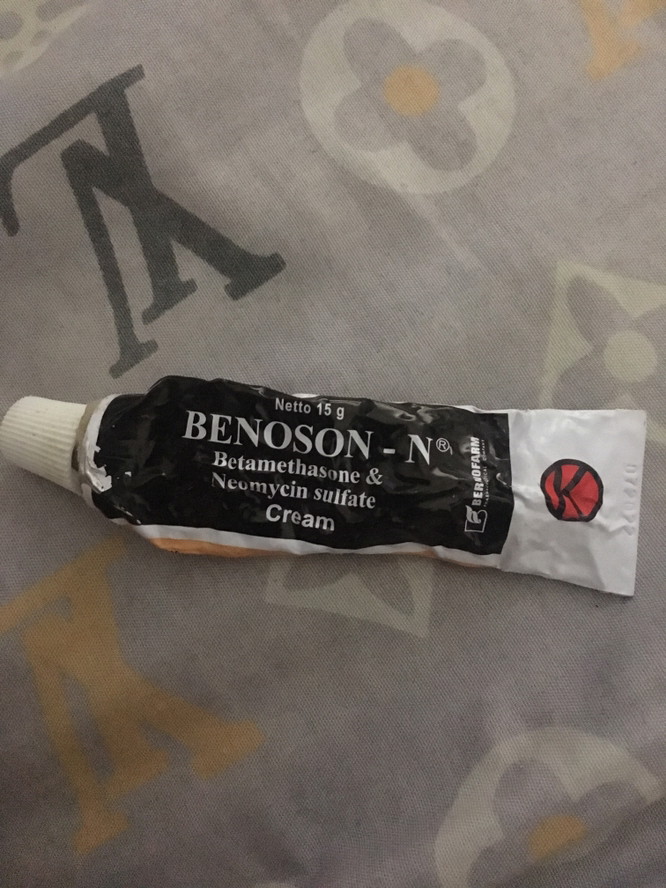 Netto 15 g
BENOSON - N®
Betamethasone &
Neomycin sulfate
Cream
BERNOFARM
K